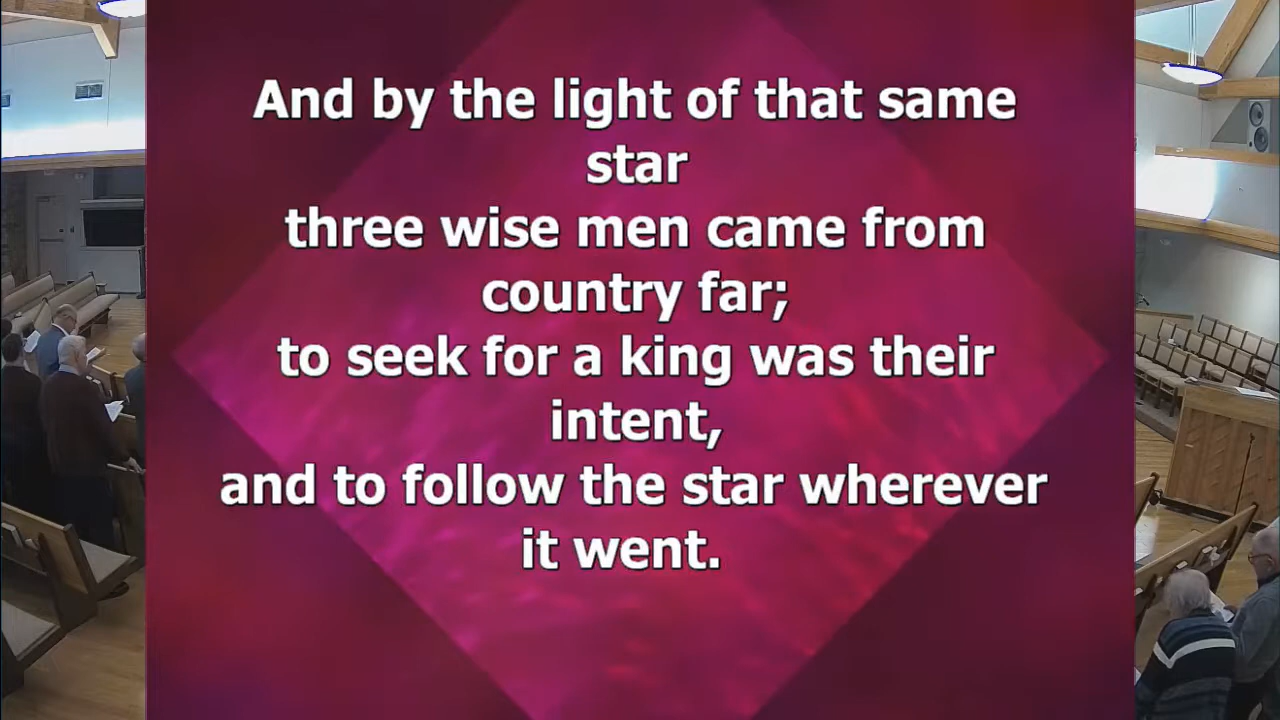 And by the light of that same
star
three wise men came from
country far;
to seek for a king was their
intent,
and to follow the star wherever
it went.